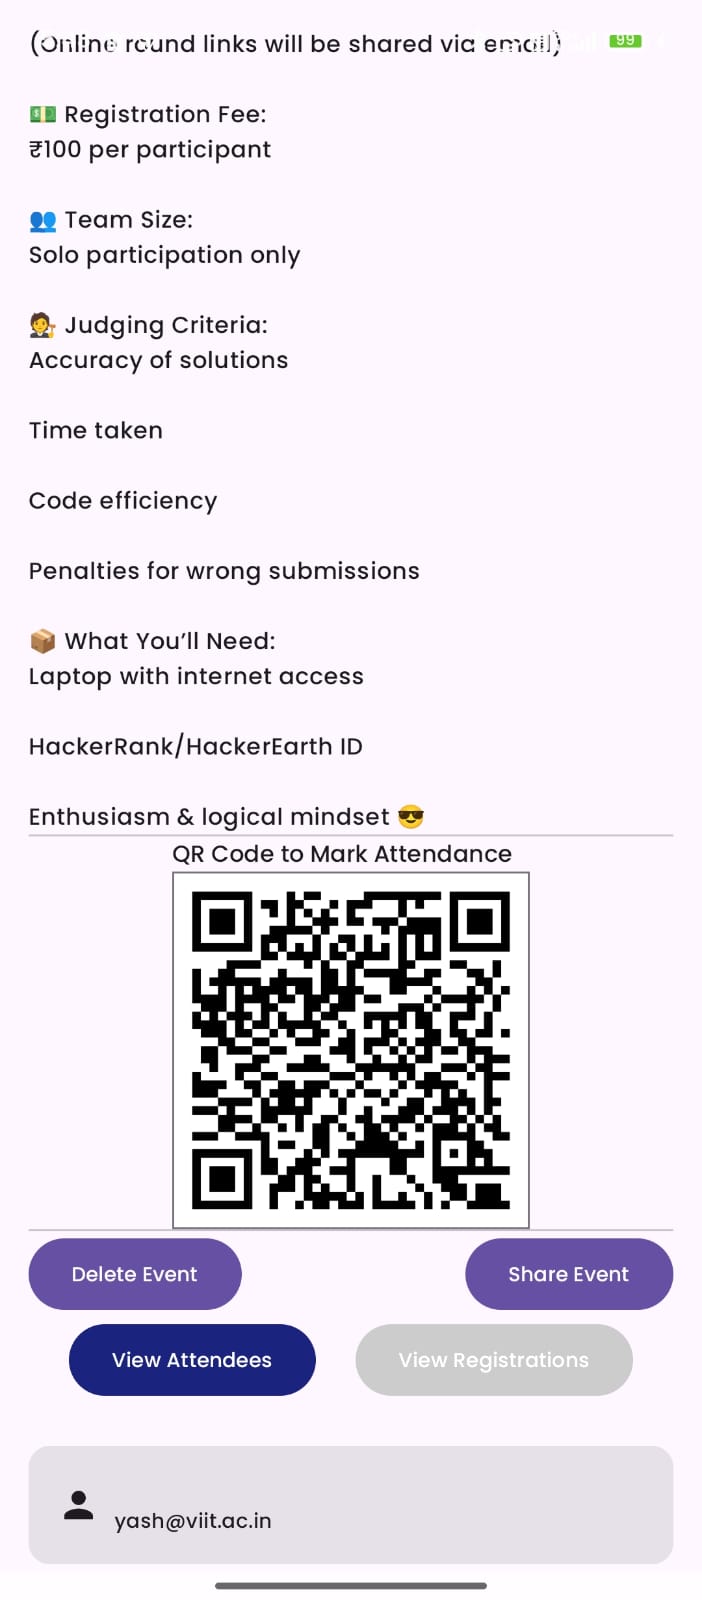 (Online round links will be shared via email)
99
💵 Registration Fee:
₹100 per participant
👥 Team Size:
Solo participation only
🧑‍⚖️ Judging Criteria:
Accuracy of solutions
Time taken
Code efficiency
Penalties for wrong submissions
📦 What You’ll Need:
Laptop with internet access
HackerRank/HackerEarth ID
Enthusiasm & logical mindset 😎
QR Code to Mark Attendance
Delete Event
Share Event
View Attendees
View Registrations
yash@viit.ac.in